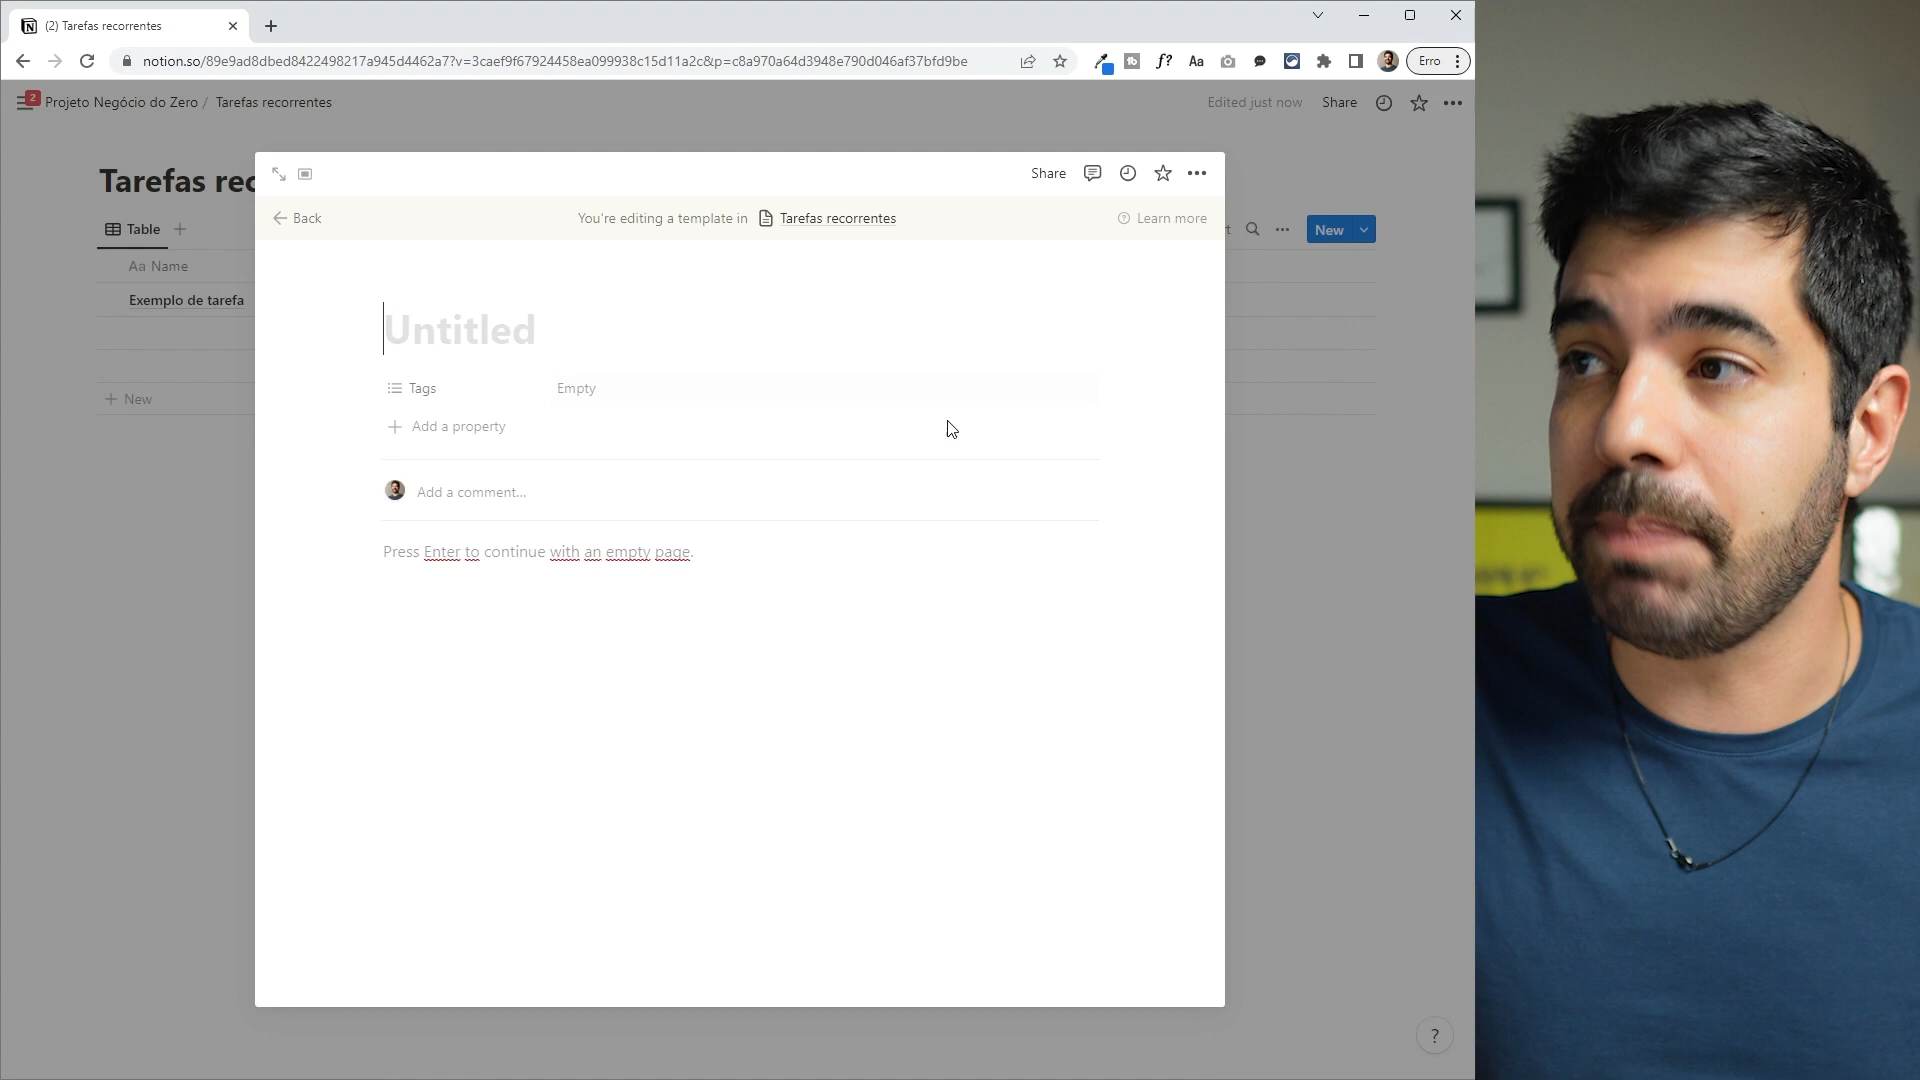 (2) Tarefas recorrentes
notion.so/89e9ad8dbed8422498217a945d4462a7?v=3caef9f67924458ea099938c15d11a2c&p=c8a970a64d3948e790d046af37bfd9be
f?
Aa
Erro
2
Projeto Negócio do Zero / Tarefas recorrentes
Edited just now
Share
Tarefas rec
Share
Back
You're editing a template in Tarefas recorrentes
Learn more
Table
New
Aa Name
Exemplo de tarefa
New
Untitled
Tags
Empty
Add a property
Add a comment...
Press Enter to continue with an empty page.
?